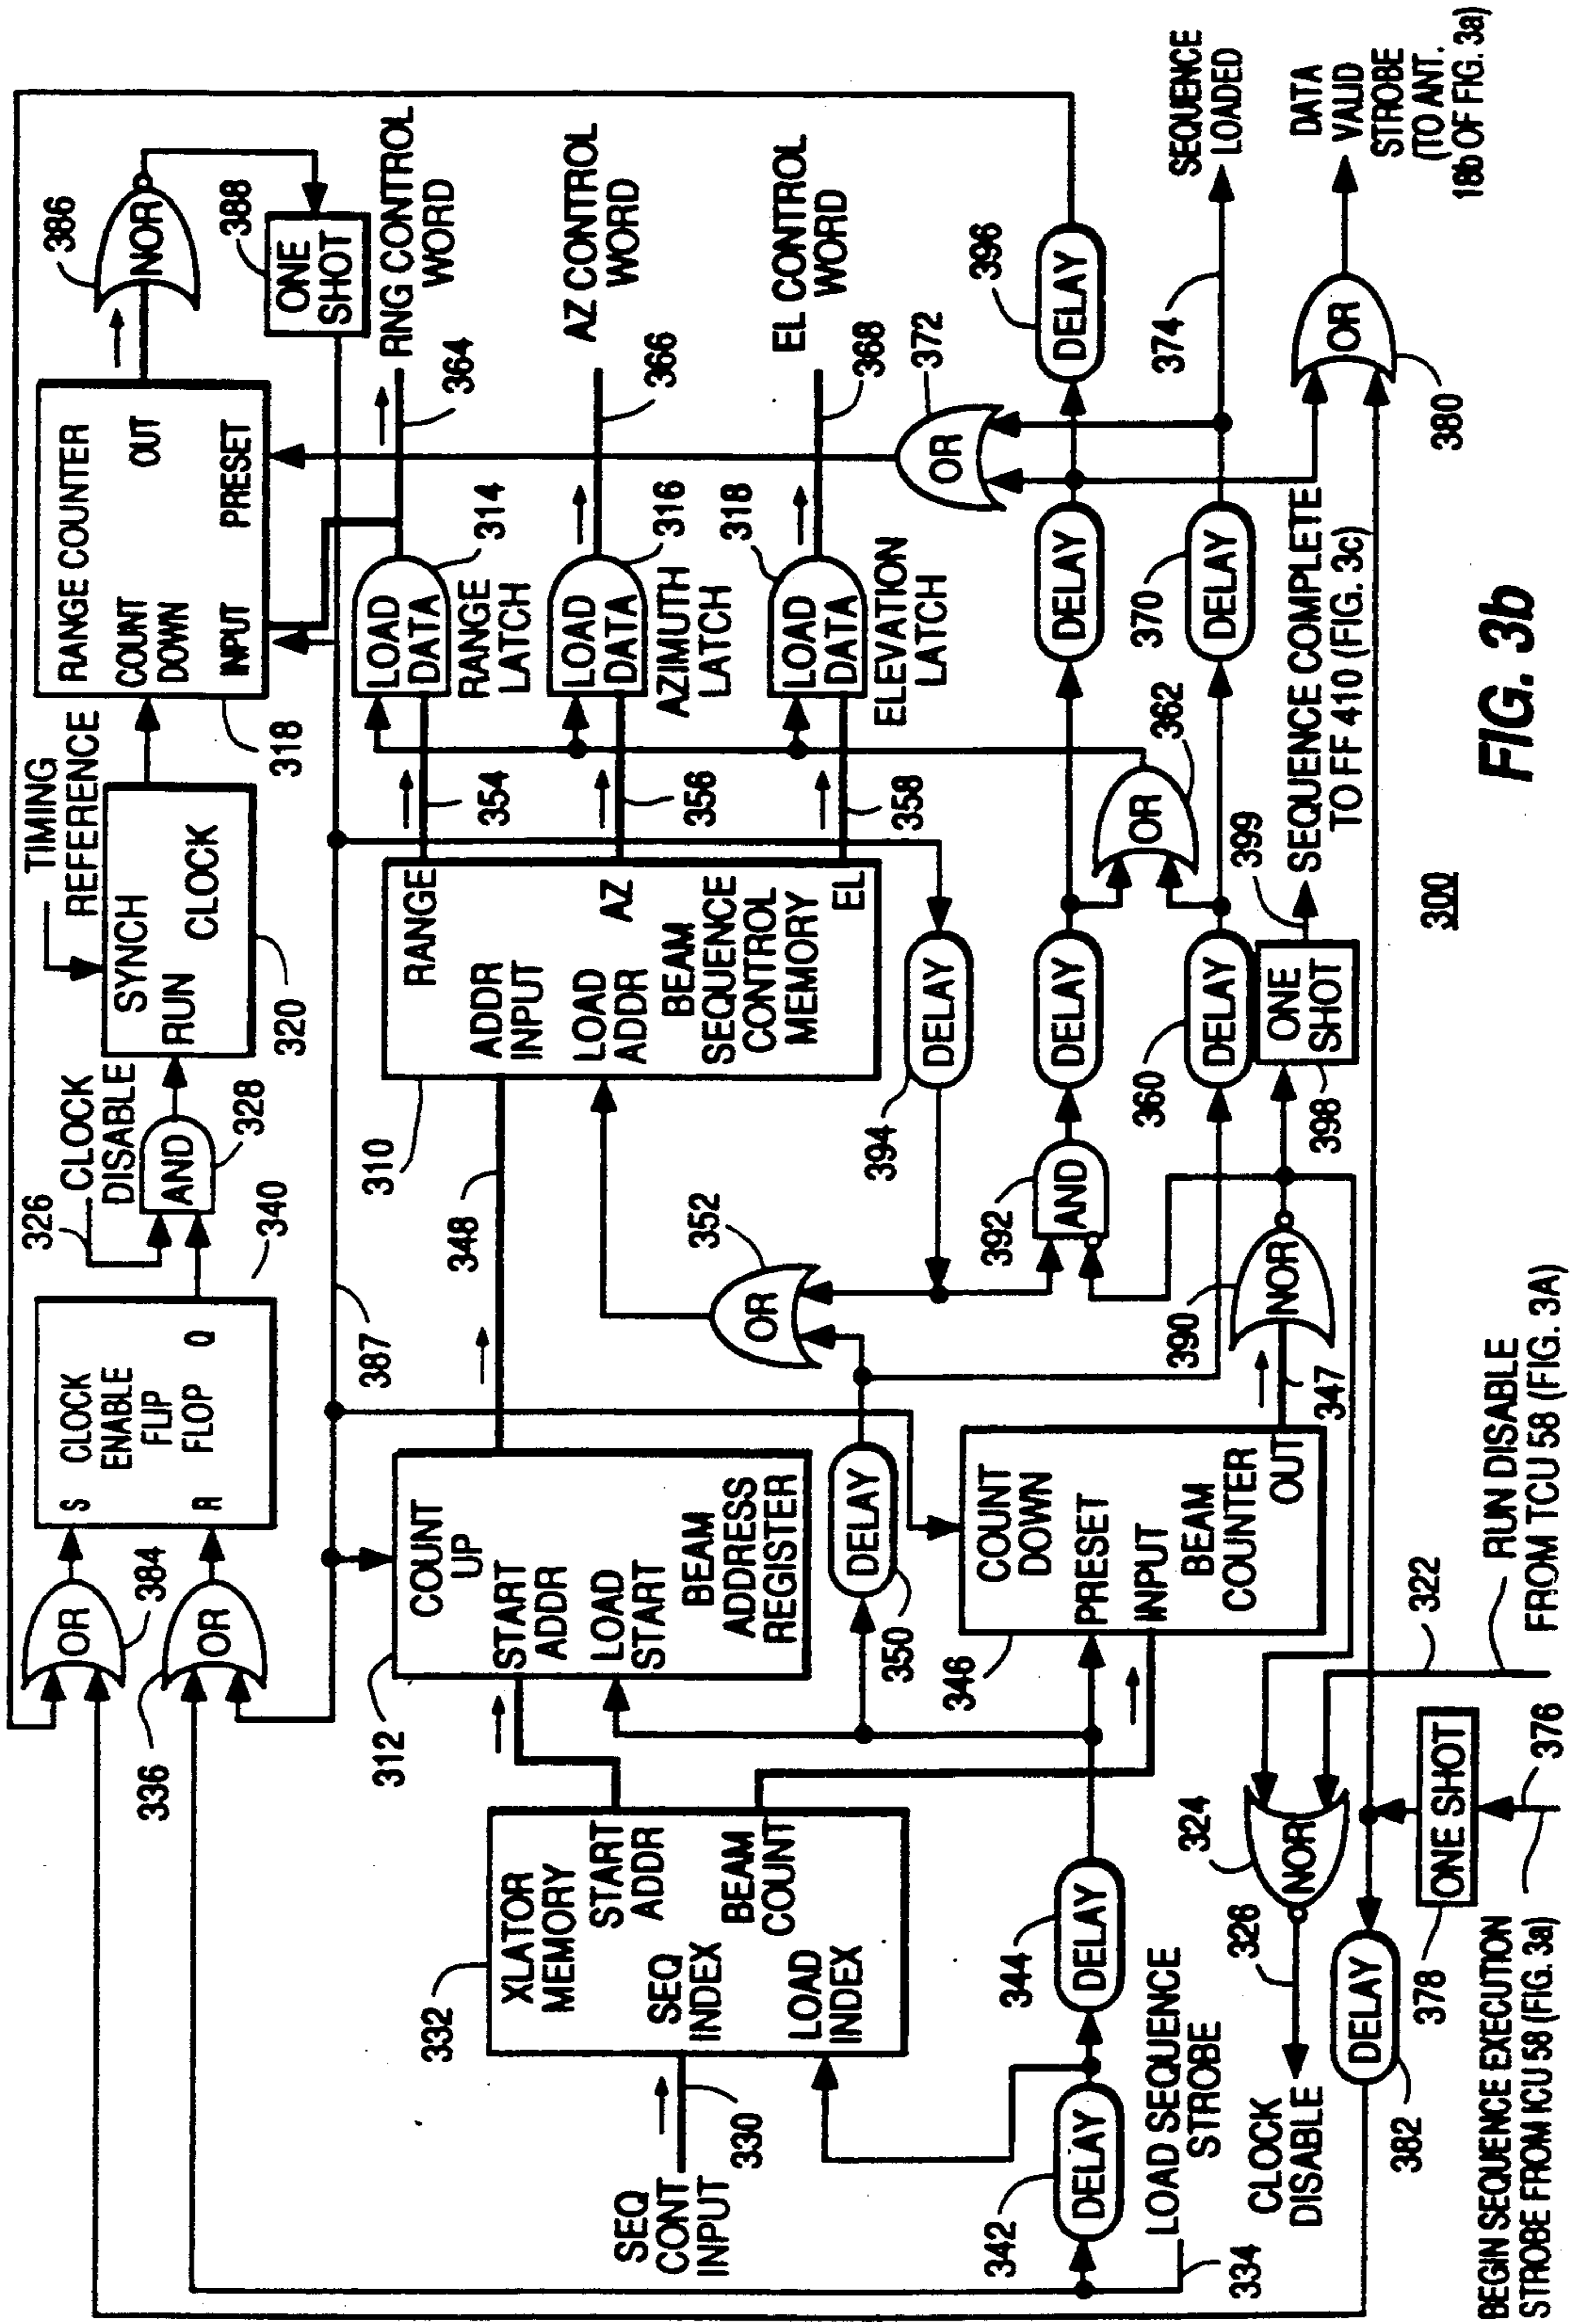 386
NOR
388
ONE
SHOT
RANGE COUNTER
COUNT
DOWN
OUT
INPUT
PRESET
318
TIMING
REFERENCE
SYNCH
RUN
CLOCK
320
326
CLOCK
DISABLE
AND
328
340
CLOCK
ENABLE
FLIP
FLOP
S
R
Q
OR
384
OR
336
387
RNG CONTROL
WORD
364
AZ CONTROL
WORD
366
EL CONTROL
WORD
368
LOAD
DATA
314
RANGE
LATCH
LOAD
DATA
316
AZIMUTH
LATCH
LOAD
DATA
318
ELEVATION
LATCH
354
356
358
RANGE
ADDR
INPUT
LOAD
ADDR
AZ
BEAM
SEQUENCE
CONTROL
MEMORY
EL
310
348
COUNT
UP
START
ADDR
LOAD
START
BEAM
ADDRESS
REGISTER
312
XLATOR
MEMORY
START
ADDR
SEQ
INDEX
BEAM
COUNT
LOAD
INDEX
332
SEQ
CONT
INPUT
330
OR
352
DELAY
394
DELAY
350
OR
372
DELAY
396
DELAY
DELAY
AND
392
OR
362
DELAY
370
DELAY
360
374
SEQUENCE
LOADED
COUNT
DOWN
PRESET
INPUT
BEAM
COUNTER
OUT
346
347
NOR
390
ONE
SHOT
398
399
SEQUENCE COMPLETE
TO FF 410 (FIG. 3c)
OR
380
DATA
VALID
STROBE
(TO ANT.
18b OF FIG. 3a)
DELAY
344
DELAY
342
LOAD SEQUENCE
STROBE
334
NOR
324
326
CLOCK
DISABLE
DELAY
382
ONE SHOT
378
376
BEGIN SEQUENCE EXECUTION
STROBE FROM ICU 58 (FIG. 3a)
322
RUN DISABLE
FROM TCU 58 (FIG. 3A)
300
FIG. 3b